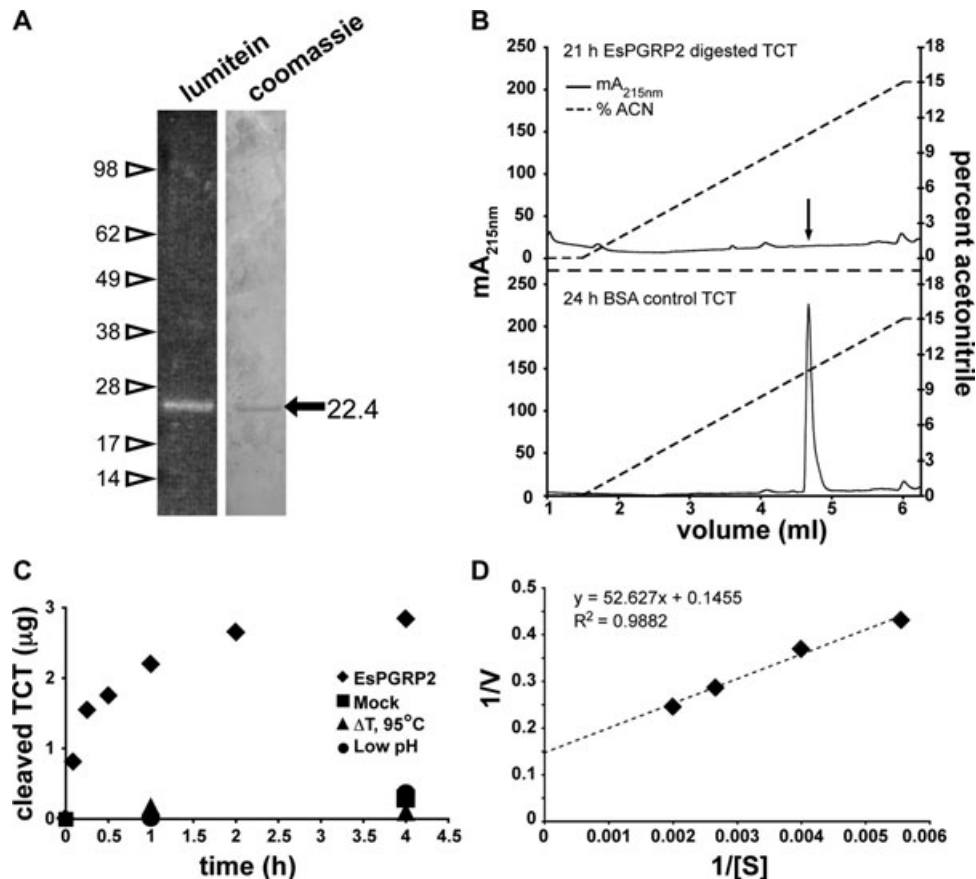 A
lumitein
coomassie
98
62
49
38
28
17
14
22.4
B
21 h EsPGRP2 digested TCT
mA215nm
% ACN
250
200
150
100
50
0
18
15
12
9
6
3
0
24 h BSA control TCT
250
200
150
100
50
0
18
15
12
9
6
3
0
mA215nm
percent acetonitrile
1 2 3 4 5 6
volume (ml)
C
cleaved TCT (μg)
3
2
1
0
EsPGRP2
Mock
ΔT, 95°C
Low pH
0 0.5 1 1.5 2 2.5 3 3.5 4 4.5
time (h)
D
y = 52.627x + 0.1455
R² = 0.9882
1/V
0.5
0.4
0.3
0.2
0.1
0
0 0.001 0.002 0.003 0.004 0.005 0.006
1/[S]